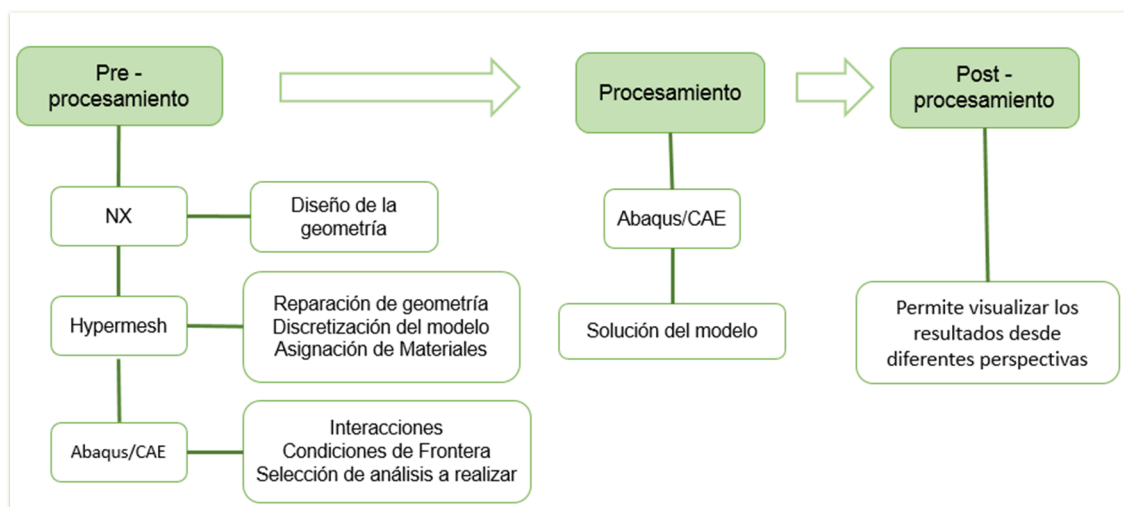 Pre -
procesamiento
NX
Diseño de la
geometría
Hypermesh
Reparación de geometría
Discretización del modelo
Asignación de Materiales
Abaqus/CAE
Interacciones
Condiciones de Frontera
Selección de análisis a realizar
Procesamiento
Abaqus/CAE
Solución del modelo
Post -
procesamiento
Permite visualizar los
resultados desde
diferentes perspectivas